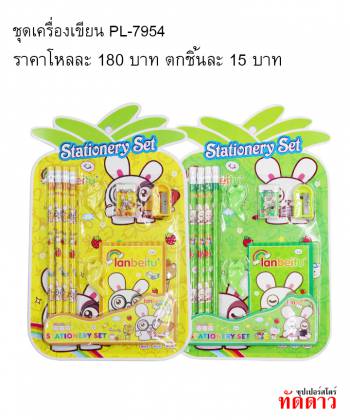 ชุดเครื่องเขียน PL-7954
ราคาโหลละ 180 บาท ตกชิ้นละ 15 บาท
Stationery Set
Stationery Set
lanbeifu
lanbeifu
STATIONERY SET
STATIONERY SET
ซุปเปอร์สโตร์
ทัดดาว